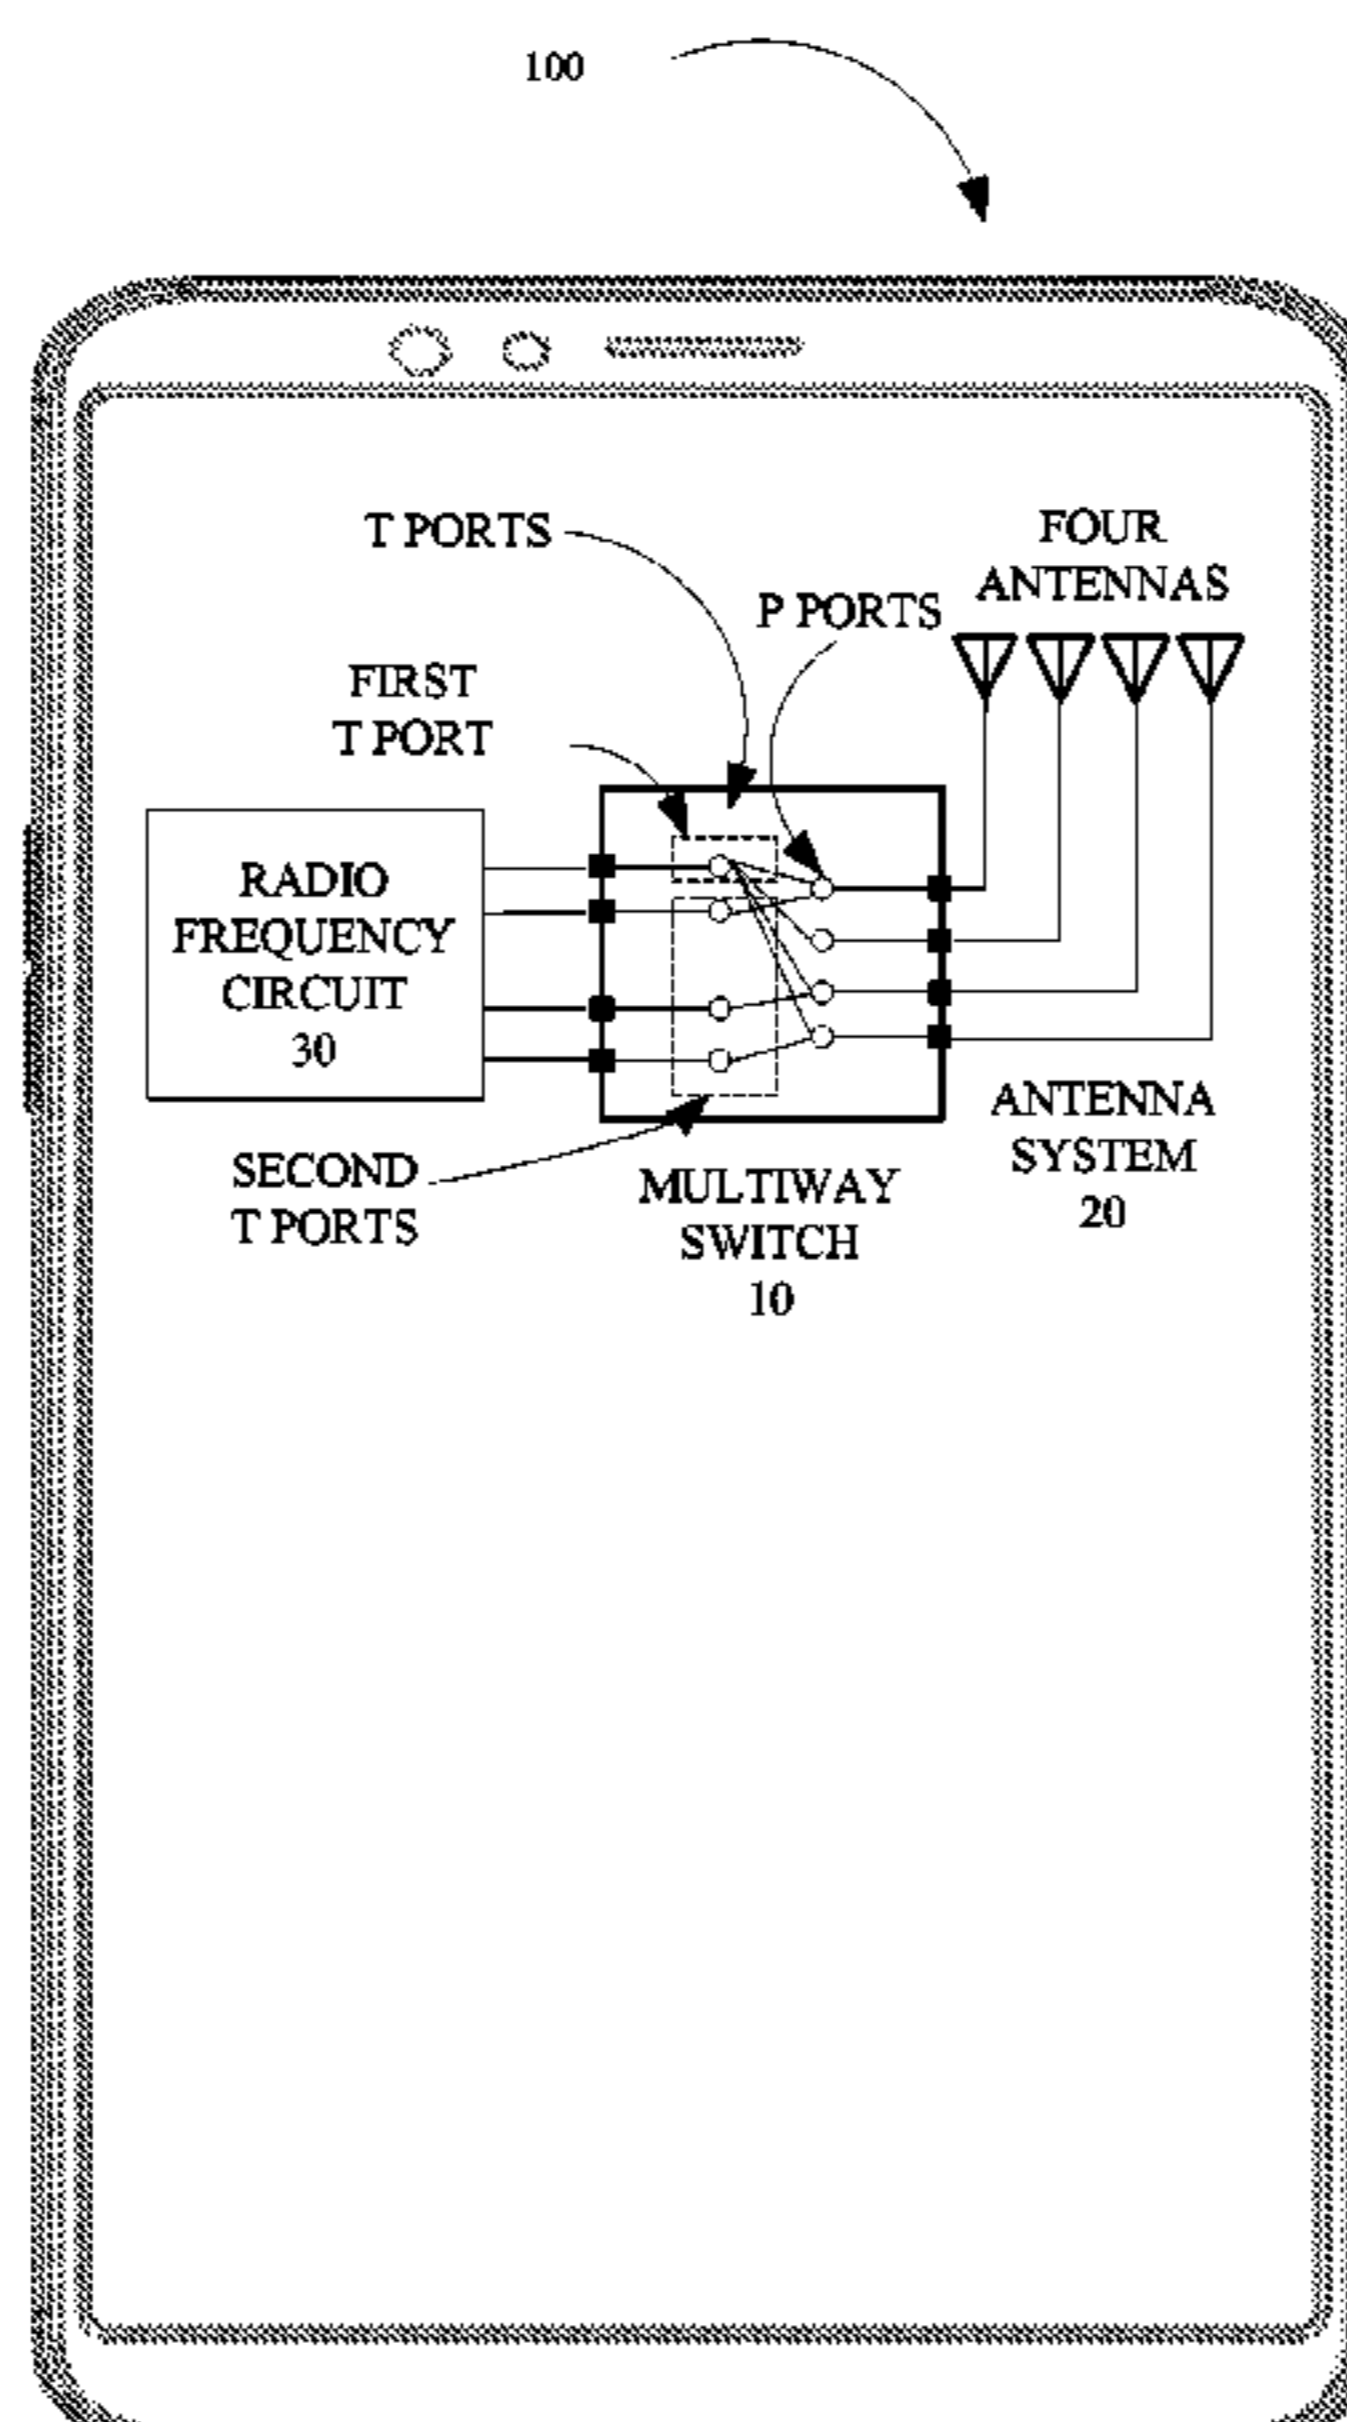 100
T PORTS
FOUR
ANTENNAS
P PORTS
FIRST
T PORT
RADIO
FREQUENCY
CIRCUIT
30
SECOND
T PORTS
MULTIWAY
SWITCH
10
ANTENNA
SYSTEM
20